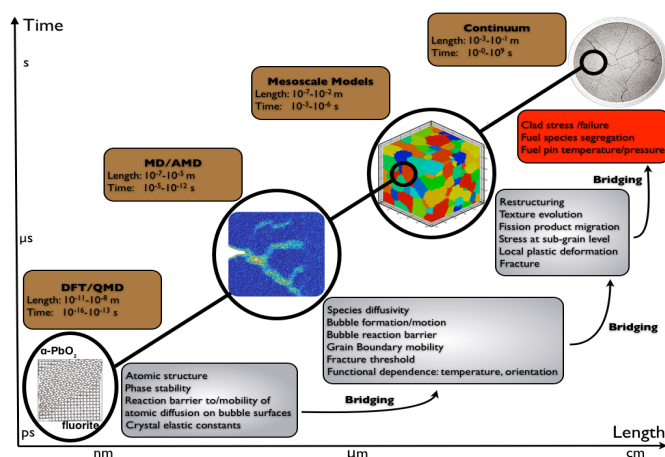 Time
s
μs
ps
nm
μm
cm
Length
Continuum
Length: 10⁻³-10⁻¹ m
Time: 10⁻⁰-10⁹ s
Mesoscale Models
Length: 10⁻⁷-10⁻² m
Time: 10⁻³-10⁻⁶ s
MD/AMD
Length: 10⁻⁷-10⁻⁵ m
Time: 10⁻⁵-10⁻¹² s
DFT/QMD
Length: 10⁻¹¹-10⁻⁸ m
Time: 10⁻¹⁶-10⁻¹³ s
α-PbO₂
fluorite
Atomic structure
Phase stability
Reaction barrier to/mobility of
atomic diffusion on bubble surfaces
Crystal elastic constants
Bridging
Species diffusivity
Bubble formation/motion
Bubble reaction barrier
Grain Boundary mobility
Fracture threshold
Functional dependence: temperature, orientation
Bridging
Restructuring
Texture evolution
Fission product migration
Stress at sub-grain level
Local plastic deformation
Fracture
Bridging
Clad stress /failure
Fuel species segregation
Fuel pin temperature/pressure